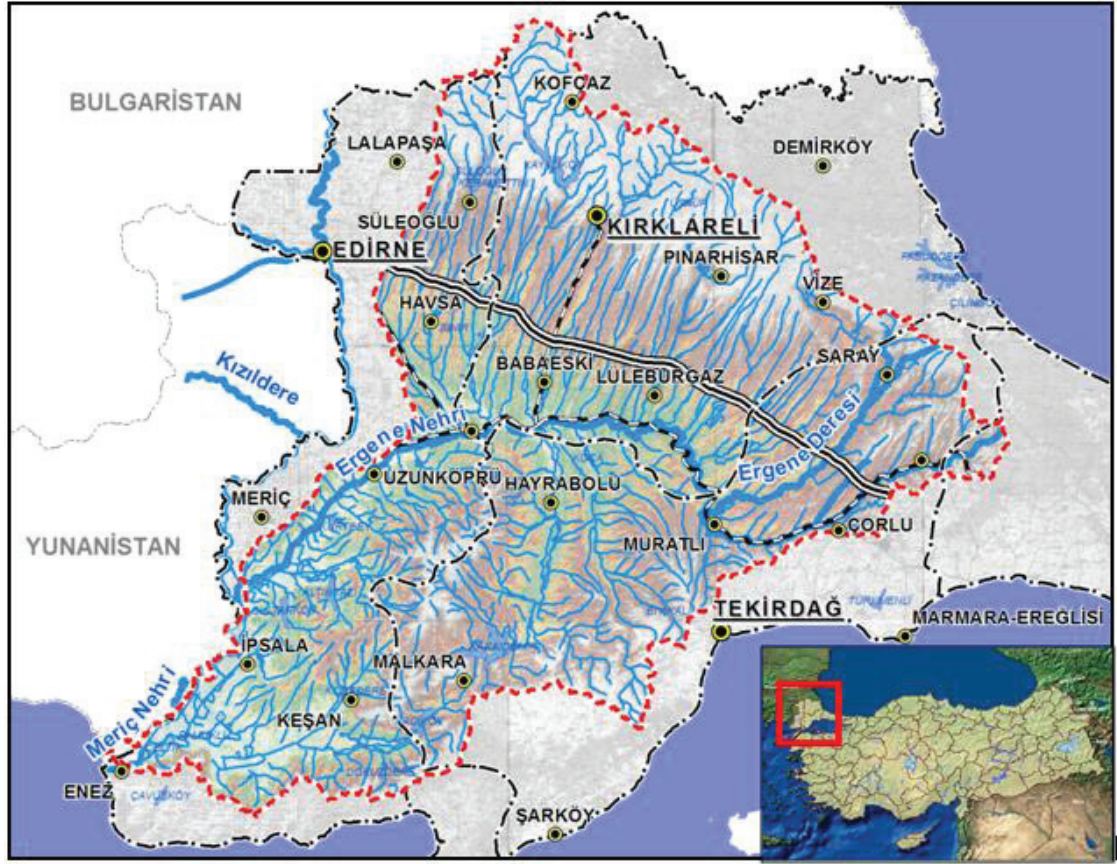 KOFÇAZ
BULGARİSTAN
LALAPAŞA
DEMİRKÖY
SÜLEOGLU
KIRKLARELİ
EDİRNE
PINARHİSAR
VİZE
HAVSA
SARAY
BABAESKİ
LÜLEBURGAZ
Kızıldere
Ergene Nehri
Ergene Deresi
UZUNKÖPRÜ
HAYRABOLU
MERİÇ
ÇORLU
MURATLI
YUNANİSTAN
TEKİRDAĞ
MARMARA-EREĞLİSİ
İPSALA
MALKARA
KEŞAN
Meriç Nehri
ENEZ
ÇAVUŞKÖY
ŞARKÖY